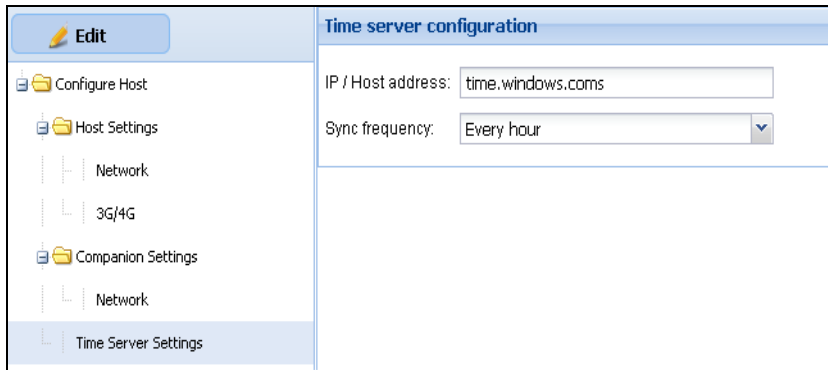 Edit
Configure Host
Host Settings
Network
3G/4G
Companion Settings
Network
Time Server Settings
Time server configuration
IP / Host address: time.windows.coms
Sync frequency: Every hour